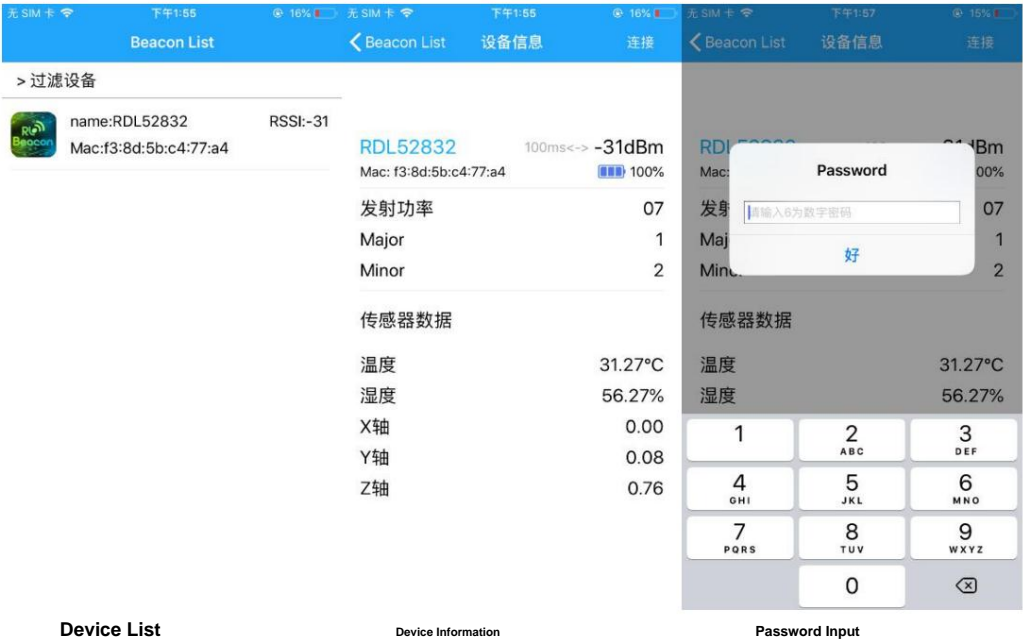 无 SIM 卡 下午1:55 16%
Beacon List
> 过滤设备
RDL Beacon
name:RDL52832 RSSI:-31
Mac:f3:8d:5b:c4:77:a4
Device List
无 SIM 卡 下午1:55 16%
Beacon List 设备信息 连接
RDL52832 100ms<-> -31dBm
Mac: f3:8d:5b:c4:77:a4 100%
发射功率 07
Major 1
Minor 2
传感器数据
温度 31.27°C
湿度 56.27%
X轴 0.00
Y轴 0.08
Z轴 0.76
Device Information
无 SIM 卡 下午1:57 15%
Beacon List 设备信息 连接
Mac: 00%
Password
请输入6为数字密码
好
发射 07
Maj 1
Mino 2
传感器数据
温度 31.27°C
湿度 56.27%
1 2 ABC 3 DEF
4 GHI 5 JKL 6 MNO
7 PQRS 8 TUV 9 WXYZ
0
Password Input